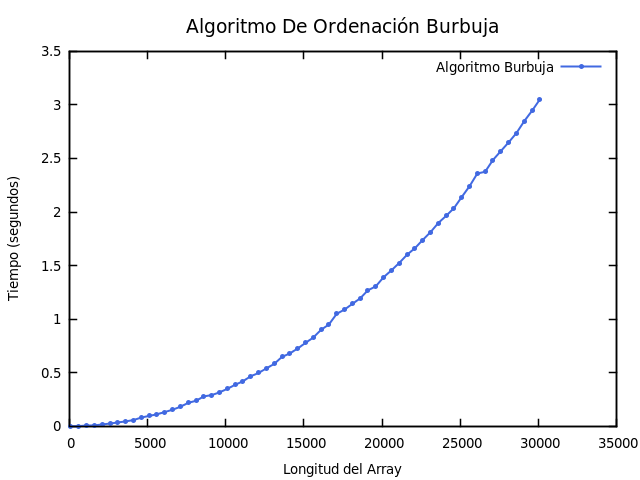 Algoritmo De Ordenación Burbuja
3.5
3
2.5
2
1.5
1
0.5
0
Tiempo (segundos)
Algoritmo Burbuja
0 5000 10000 15000 20000 25000 30000 35000
Longitud del Array